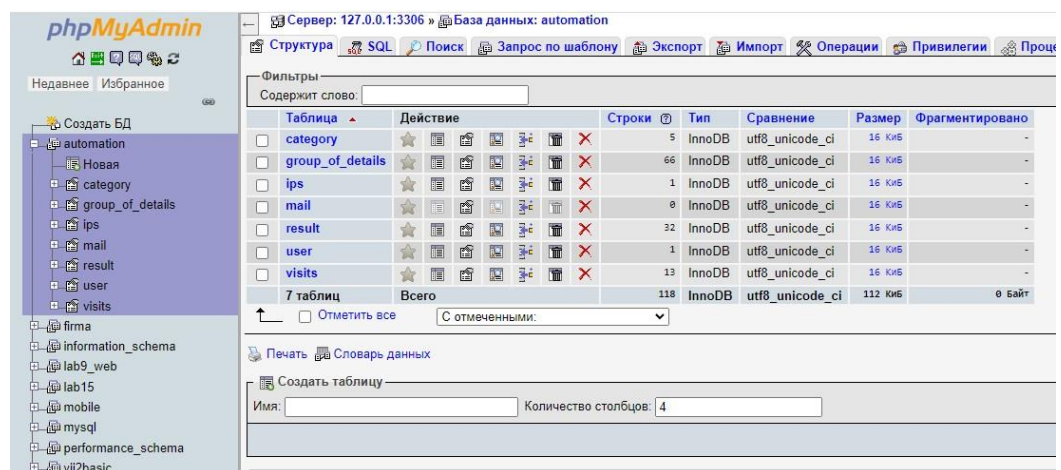 phpMyAdmin
Недавнее Избранное
Создать БД
automation
Новая
category
group_of_details
ips
mail
result
user
visits
firma
information_schema
lab9_web
lab15
mobile
mysql
performance_schema
yii2basic
Сервер: 127.0.0.1:3306 » База данных: automation
Структура SQL Поиск Запрос по шаблону Экспорт Импорт Операции Привилегии Проце
Фильтры
Содержит слово:
Таблица Действие Строки Тип Сравнение Размер Фрагментировано
category 5 InnoDB utf8_unicode_ci 16 КиБ -
group_of_details 66 InnoDB utf8_unicode_ci 16 КиБ -
ips 1 InnoDB utf8_unicode_ci 16 КиБ -
mail 0 InnoDB utf8_unicode_ci 16 КиБ -
result 32 InnoDB utf8_unicode_ci 16 КиБ -
user 1 InnoDB utf8_unicode_ci 16 КиБ -
visits 13 InnoDB utf8_unicode_ci 16 КиБ -
7 таблиц Всего 118 InnoDB utf8_unicode_ci 112 КиБ 0 Байт
Отметить все С отмеченными:
Печать Словарь данных
Создать таблицу
Имя: Количество столбцов: 4